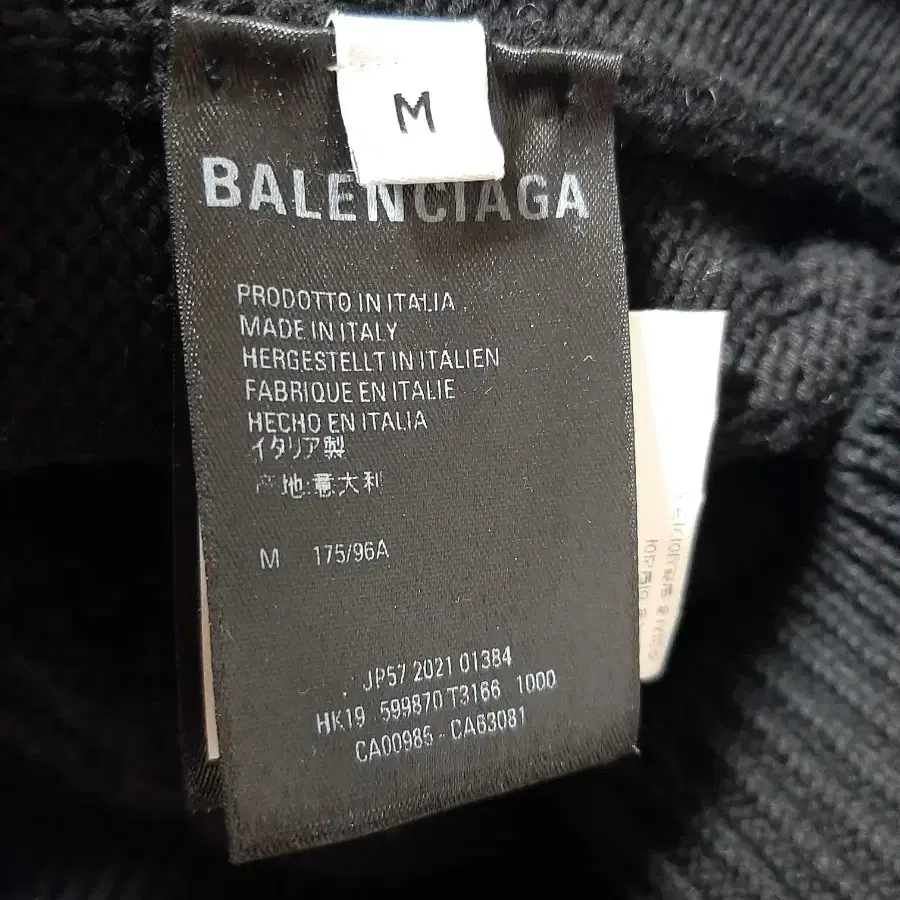 M
BALENCIAGA
PRODOTTO IN ITALIA
MADE IN ITALY
HERGESTELLT IN ITALIEN
FABRIQUE EN ITALIE
HECHO EN ITALIA
イタリア製
产地:意大利
M 175/96A
JP57 2021 01384
HK19 599870 T3166 1000
CA00985 - CA63081